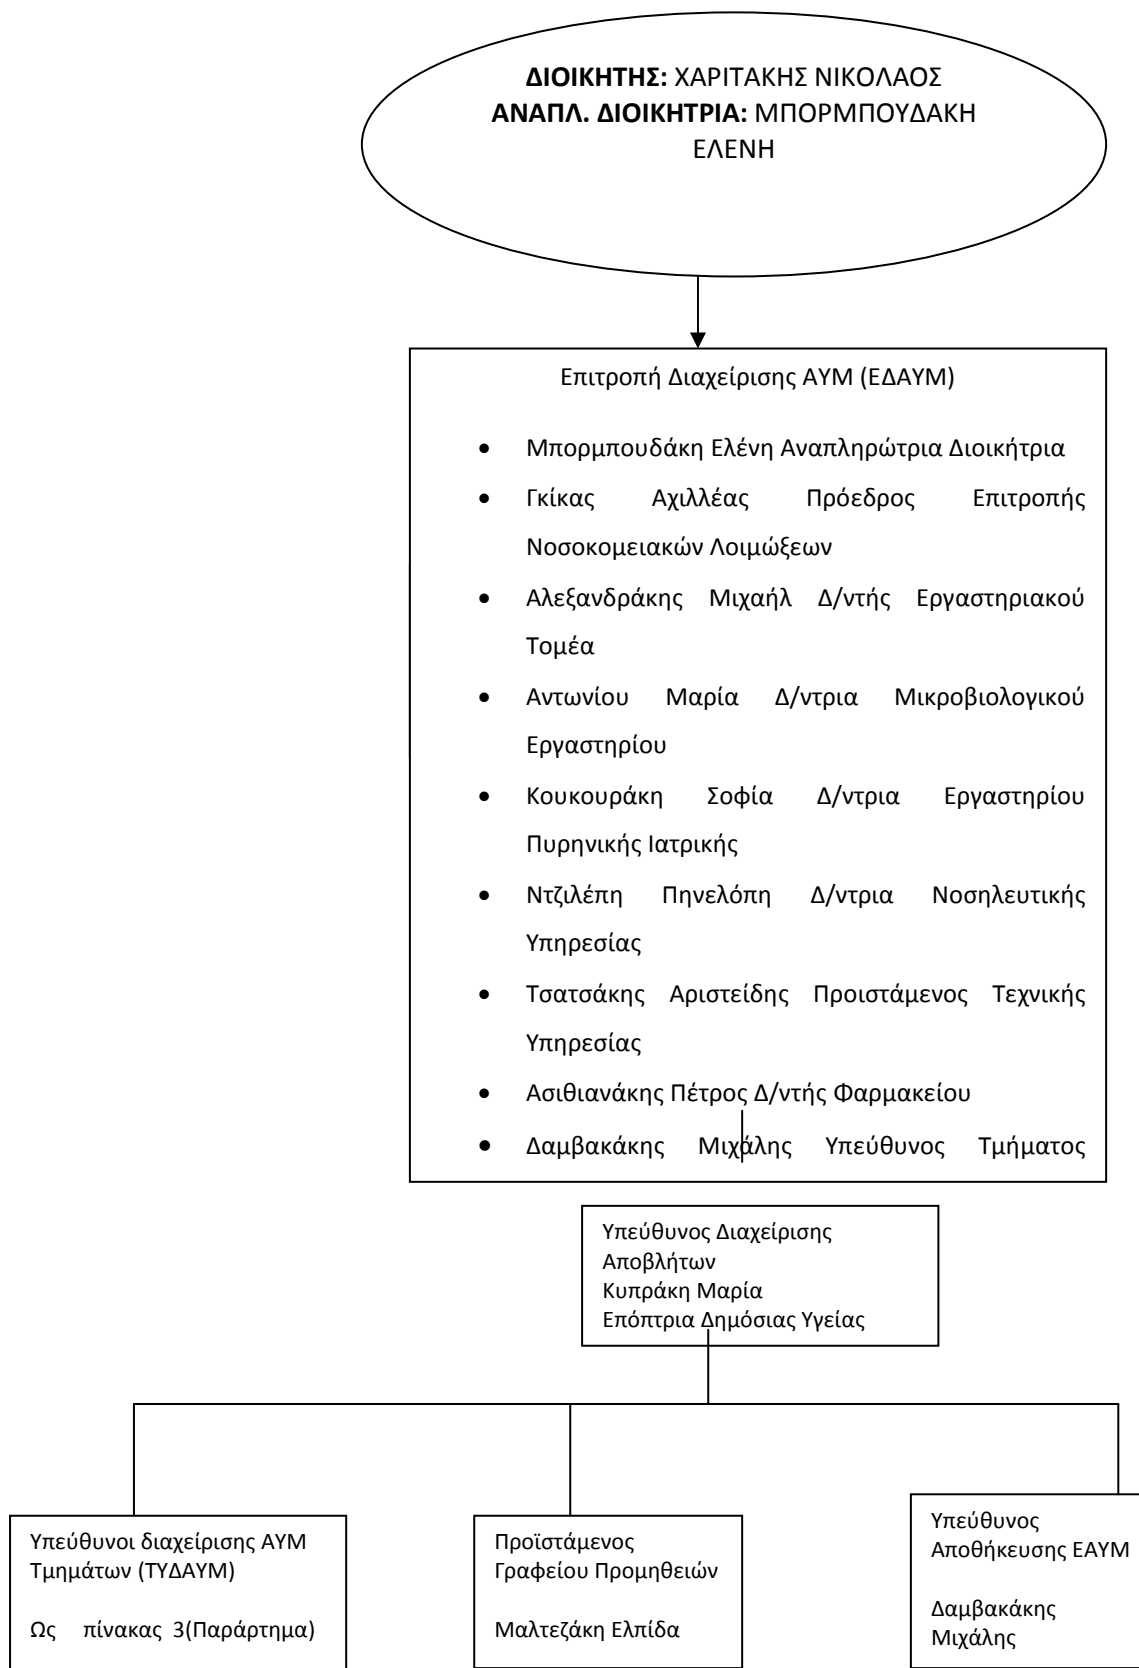 ΔΙΟΙΚΗΤΗΣ: ΧΑΡΙΤΑΚΗΣ ΝΙΚΟΛΑΟΣ
ΑΝΑΠΛ. ΔΙΟΙΚΗΤΡΙΑ: ΜΠΟΡΜΠΟΥΔΑΚΗ
ΕΛΕΝΗ
Επιτροπή Διαχείρισης ΑΥΜ (ΕΔΑΥΜ)
• Μπορμπουδάκη Ελένη Αναπληρώτρια Διοικήτρια
• Γκίκας Αχιλλέας Πρόεδρος Επιτροπής
Νοσοκομειακών Λοιμώξεων
• Αλεξανδράκης Μιχαήλ Δ/ντής Εργαστηριακού
Τομέα
• Αντωνίου Μαρία Δ/ντρια Μικροβιολογικού
Εργαστηρίου
• Κουκουράκη Σοφία Δ/ντρια Εργαστηρίου
Πυρηνικής Ιατρικής
• Ντζιλέπη Πηνελόπη Δ/ντρια Νοσηλευτικής
Υπηρεσίας
• Τσατσάκης Αριστείδης Προιστάμενος Τεχνικής
Υπηρεσίας
• Ασιθιανάκης Πέτρος Δ/ντής Φαρμακείου
• Δαμβακάκης Μιχάλης Υπεύθυνος Τμήματος
Υπεύθυνος Διαχείρισης
Αποβλήτων
Κυπράκη Μαρία
Επόπτρια Δημόσιας Υγείας
Υπεύθυνοι διαχείρισης ΑΥΜ
Τμημάτων (ΤΥΔΑΥΜ)
Ως πίνακας 3(Παράρτημα)
Προϊστάμενος
Γραφείου Προμηθειών
Μαλτεζάκη Ελπίδα
Υπεύθυνος
Αποθήκευσης ΕΑΥΜ
Δαμβακάκης
Μιχάλης